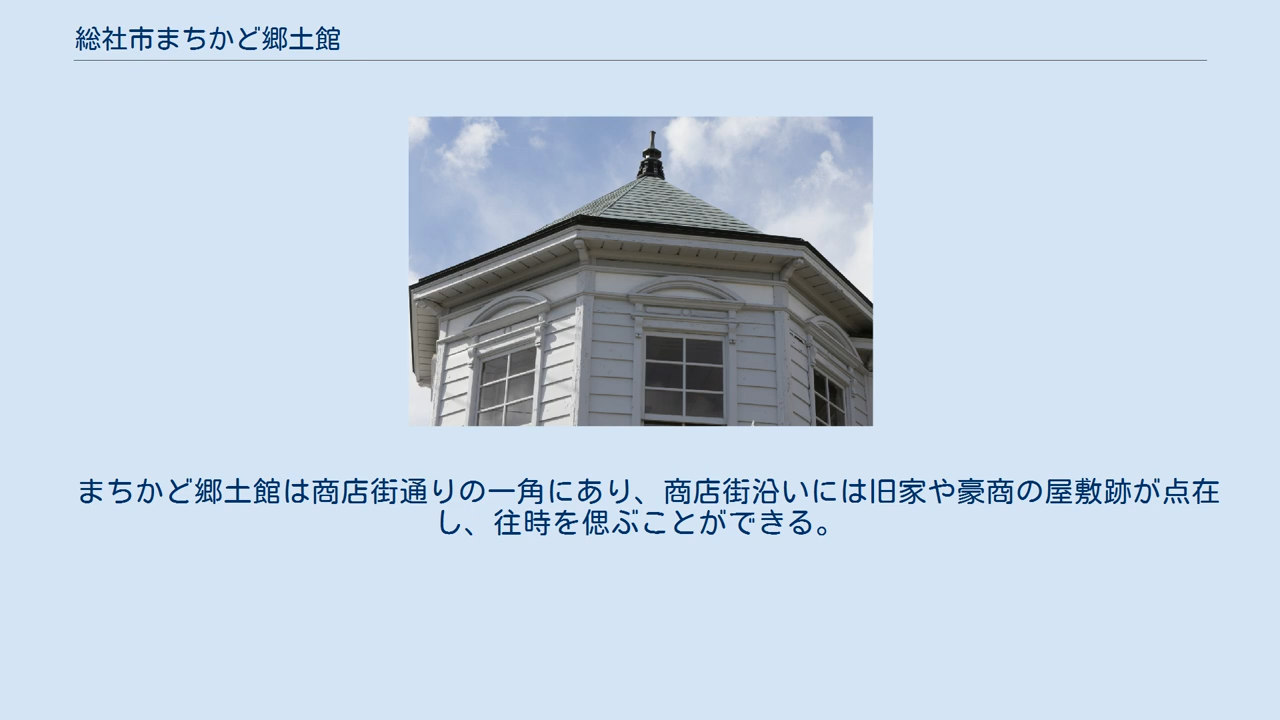 総社市まちかど郷土館
まちかど郷土館は商店街通りの一角にあり、商店街沿いには旧家や豪商の屋敷跡が点在
し、往時を偲ぶことができる。